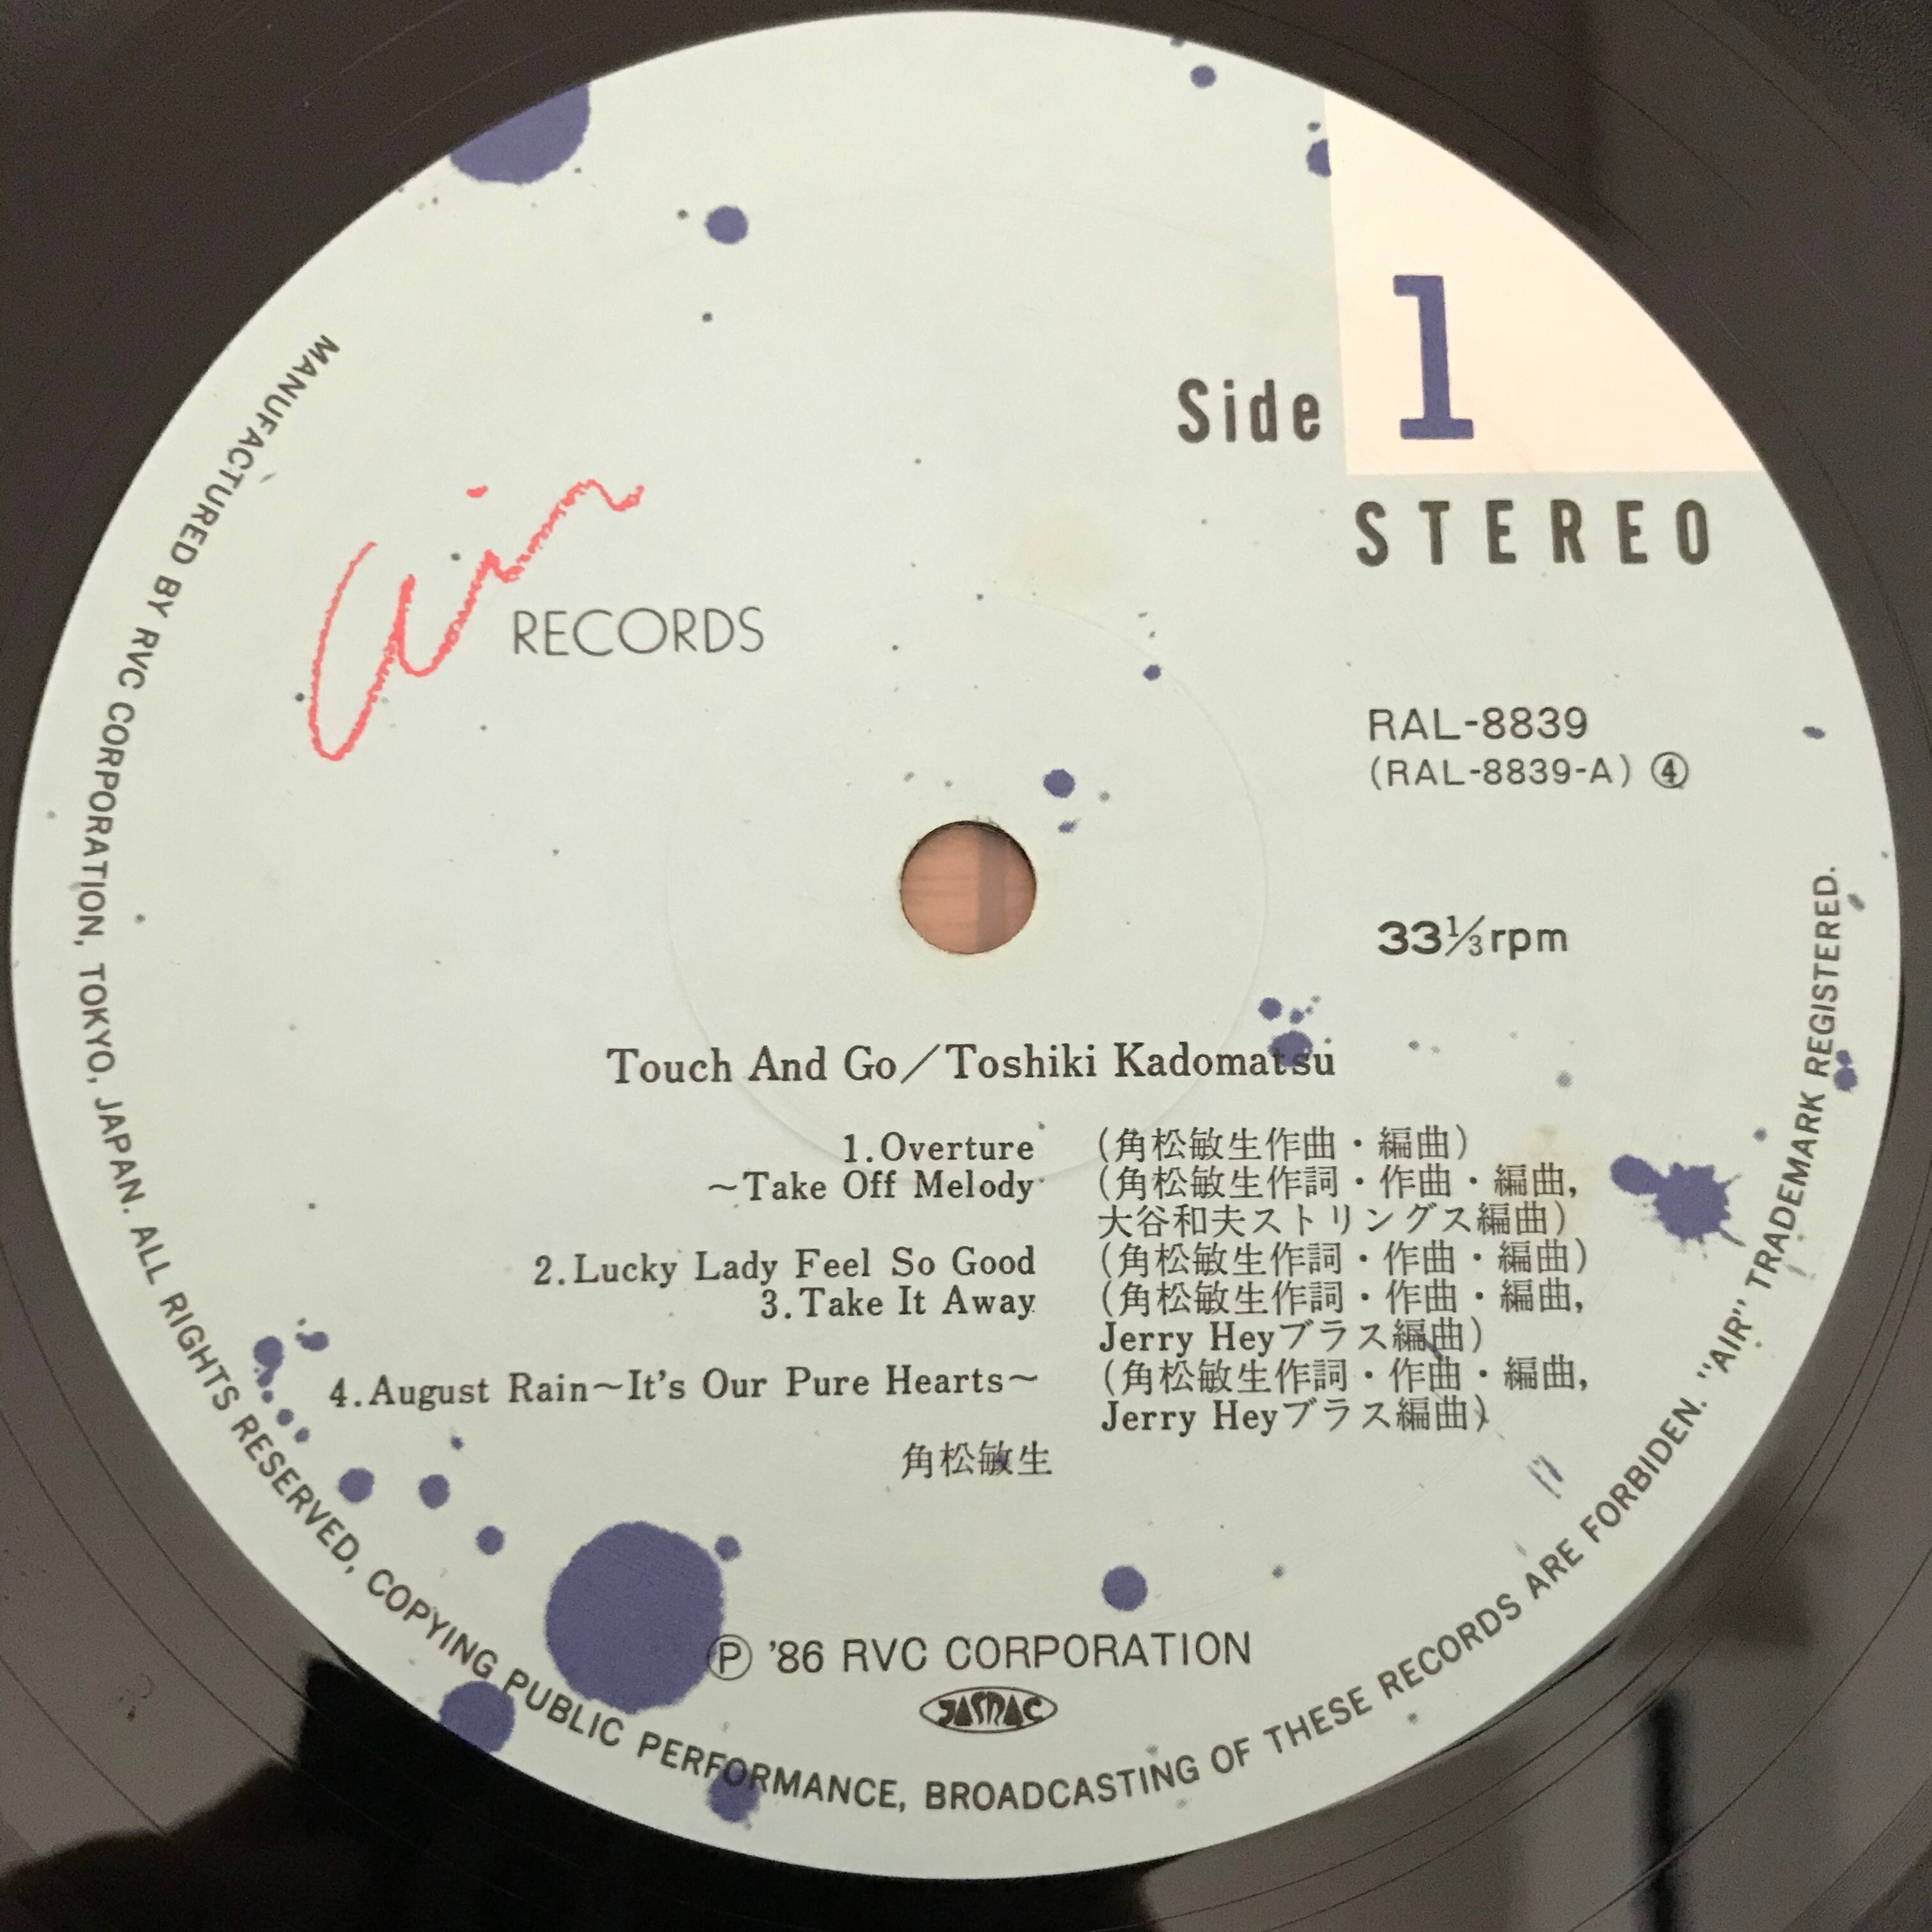 Side 1
STEREO
Air
RECORDS
RAL-8839
(RAL-8839-A) ④
33⅓rpm
Touch And Go／Toshiki Kadomatsu
1.Overture (角松敏生作曲・編曲)
～Take Off Melody (角松敏生作詞・作曲・編曲,
大谷和夫ストリングス編曲)
2.Lucky Lady Feel So Good (角松敏生作詞・作曲・編曲)
3.Take It Away (角松敏生作詞・作曲・編曲,
Jerry Heyブラス編曲)
4.August Rain～It's Our Pure Hearts～ (角松敏生作詞・作曲・編曲,
Jerry Heyブラス編曲)
角松敏生
Ⓟ '86 RVC CORPORATION
JASRAC
MANUFACTURED BY RVC CORPORATION, TOKYO, JAPAN. ALL RIGHTS RESERVED, COPYING PUBLIC PERFORMANCE, BROADCASTING OF THESE RECORDS ARE FORBIDEN. "AIR" TRADEMARK REGISTERED.